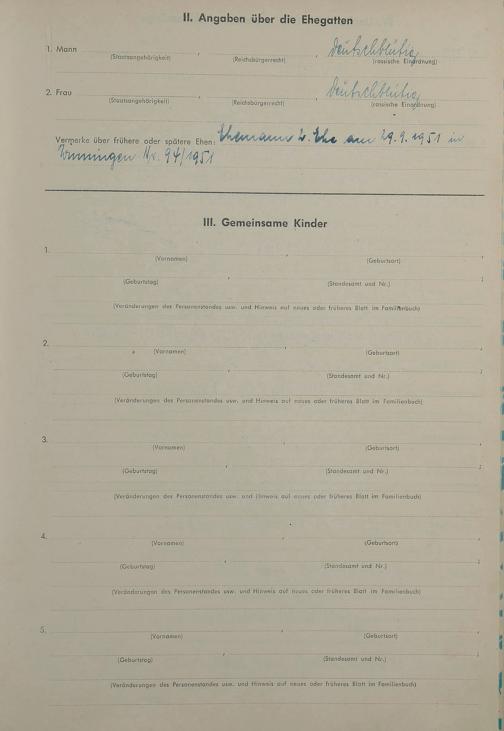 II. Angaben über die Ehegatten
1. Mann
deutschblütig
(Staatsangehörigkeit) (Reichsbürgerrecht) (rassische Einordnung)
2. Frau
deutschblütig
(Staatsangehörigkeit) (Reichsbürgerrecht) (rassische Einordnung)
Vermerke über frühere oder spätere Ehen: Ehemann 2. Ehe am 29.9.1951 in
Nr. 94/1951
III. Gemeinsame Kinder
1.
(Vornamen) (Geburtsort)
(Geburtstag) (Standesamt und Nr.)
(Veränderungen des Personenstandes usw. und Hinweis auf neues oder früheres Blatt im Familienbuch)
2.
(Vornamen) (Geburtsort)
(Geburtstag) (Standesamt und Nr.)
(Veränderungen des Personenstandes usw. und Hinweis auf neues oder früheres Blatt im Familienbuch)
3.
(Vornamen) (Geburtsort)
(Geburtstag) (Standesamt und Nr.)
(Veränderungen des Personenstandes usw. und Hinweis auf neues oder früheres Blatt im Familienbuch)
4.
(Vornamen) (Geburtsort)
(Geburtstag) (Standesamt und Nr.)
(Veränderungen des Personenstandes usw. und Hinweis auf neues oder früheres Blatt im Familienbuch)
5.
(Vornamen) (Geburtsort)
(Geburtstag) (Standesamt und Nr.)
(Veränderungen des Personenstandes usw. und Hinweis auf neues oder früheres Blatt im Familienbuch)